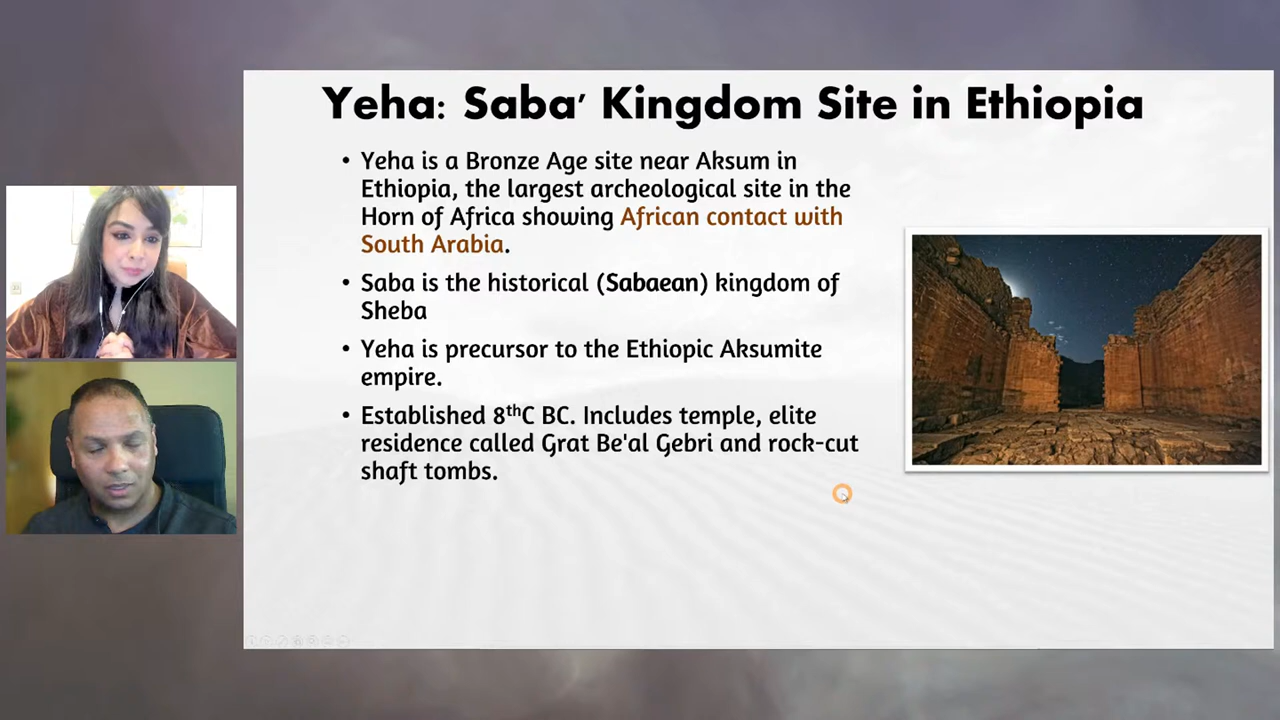 Yeha: Saba' Kingdom Site in Ethiopia
• Yeha is a Bronze Age site near Aksum in
Ethiopia, the largest archeological site in the
Horn of Africa showing African contact with
South Arabia.
• Saba is the historical (Sabaean) kingdom of
Sheba
• Yeha is precursor to the Ethiopic Aksumite
empire.
• Established 8thC BC. Includes temple, elite
residence called Grat Be'al Gebri and rock-cut
shaft tombs.